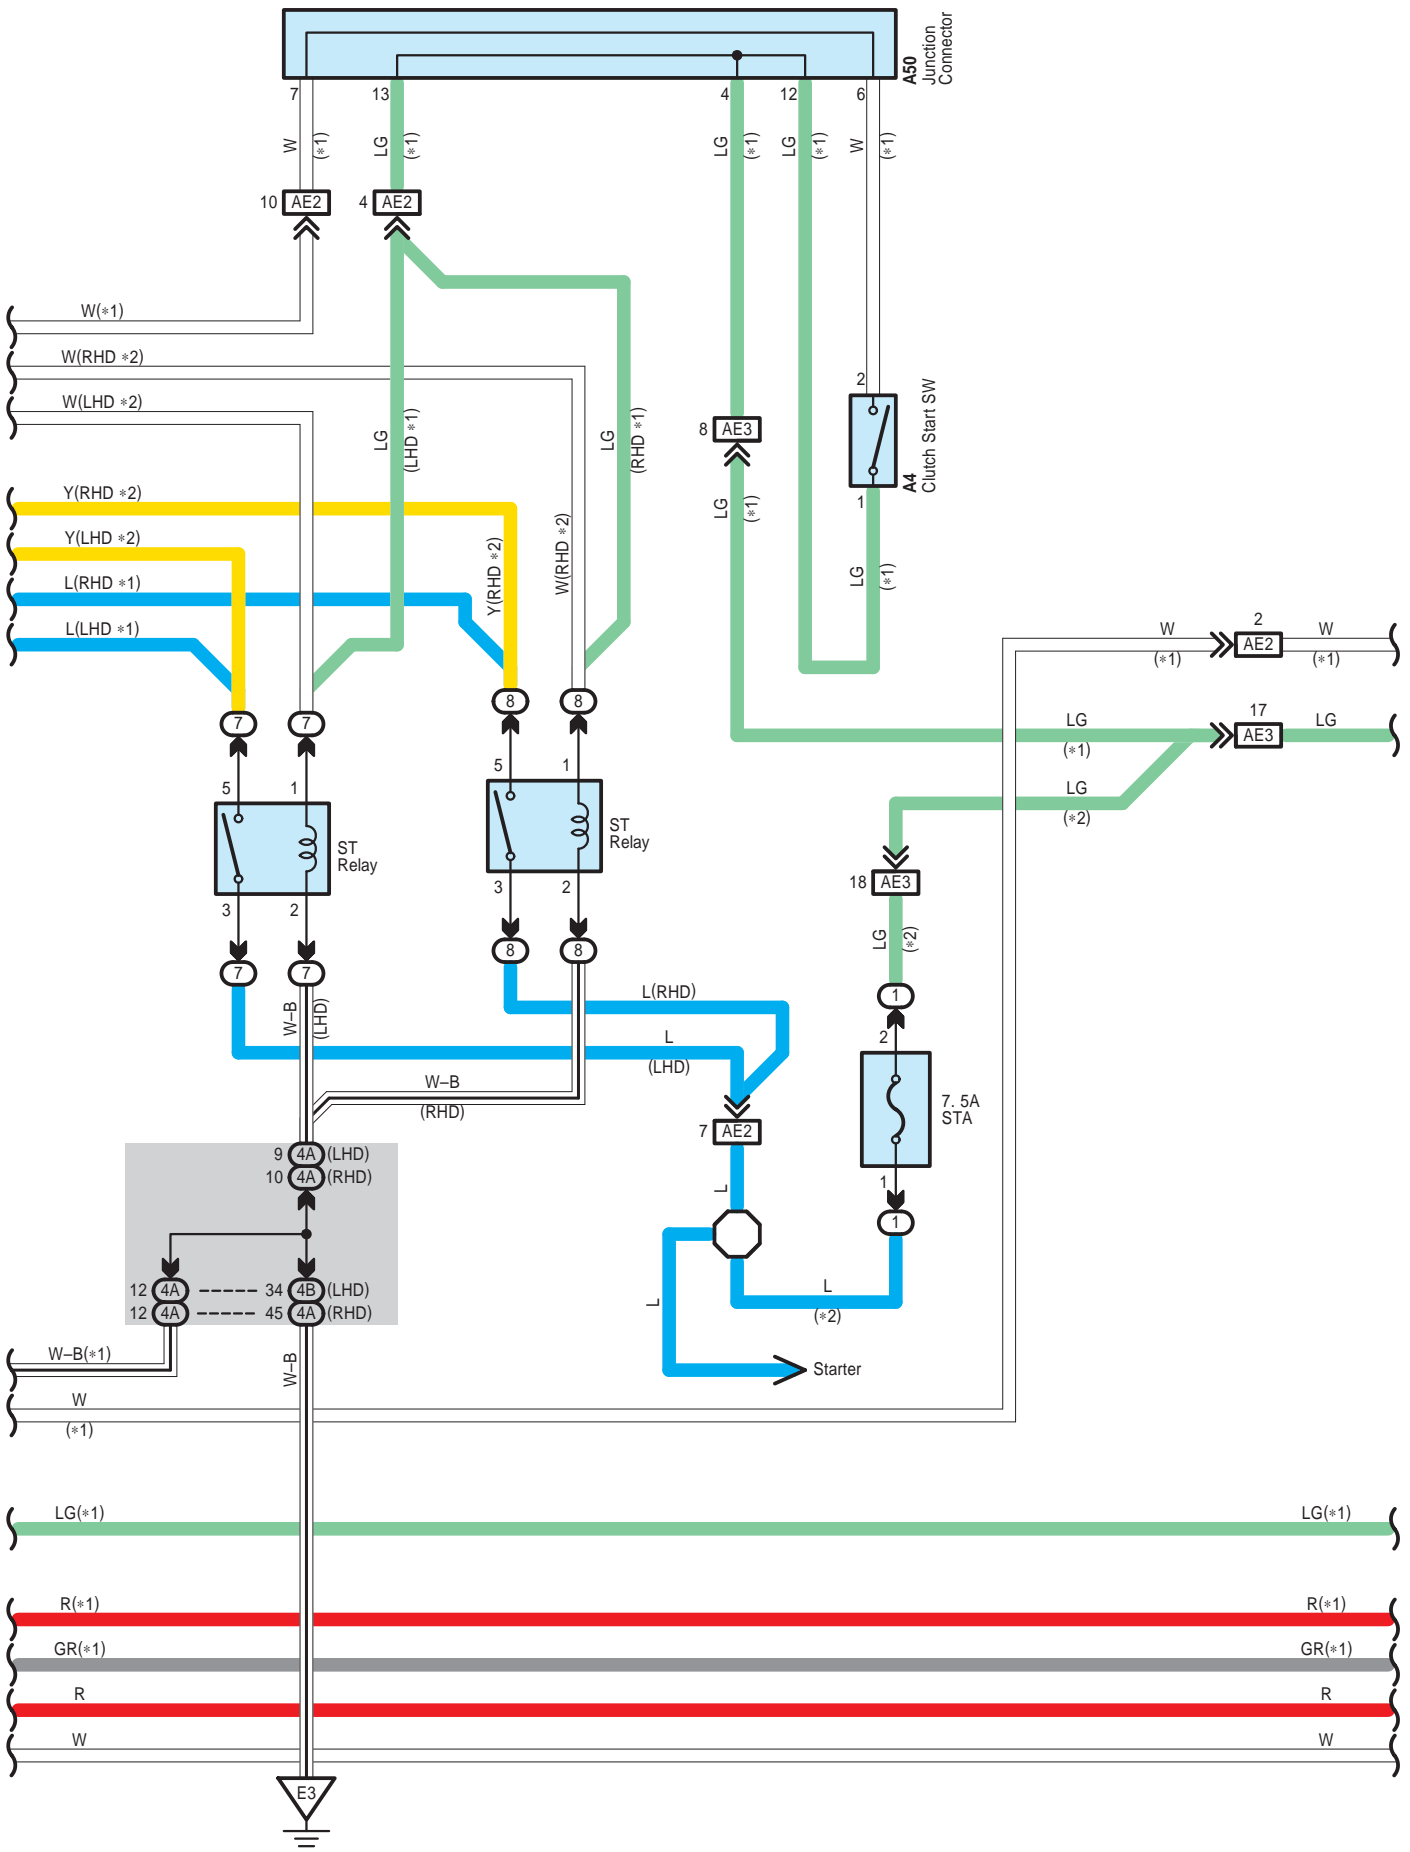 A50
Junction
Connector
7
13
4
12
6
W
(*1)
LG
(*1)
LG
(*1)
LG
(*1)
W
(*1)
10
AE2
4
AE2
W(*1)
W(RHD *2)
W(LHD *2)
2
A4
Clutch Start SW
1
LG
(LHD *1)
LG
(RHD *1)
8
AE3
LG
(*1)
Y(RHD *2)
Y(LHD *2)
L(RHD *1)
L(LHD *1)
Y(RHD *2)
W(RHD *2)
LG
(*1)
W
(*1)
2
AE2
W
(*1)
8
8
7
7
LG
(*1)
17
AE3
LG
5
1
5
1
LG
(*2)
ST
Relay
ST
Relay
3
2
3
2
18
AE3
LG
(*2)
8
8
7
7
W–B
(LHD)
L(RHD)
L
(LHD)
1
2
W–B
(RHD)
7. 5A
STA
7
AE2
9
4A
(LHD)
10
4A
(RHD)
L
1
1
12
4A
34
4B
(LHD)
12
4A
45
4A
(RHD)
L
L
(*2)
W–B(*1)
W–B
Starter
W
(*1)
LG(*1)
LG(*1)
R(*1)
R(*1)
GR(*1)
GR(*1)
R
R
W
W
E3